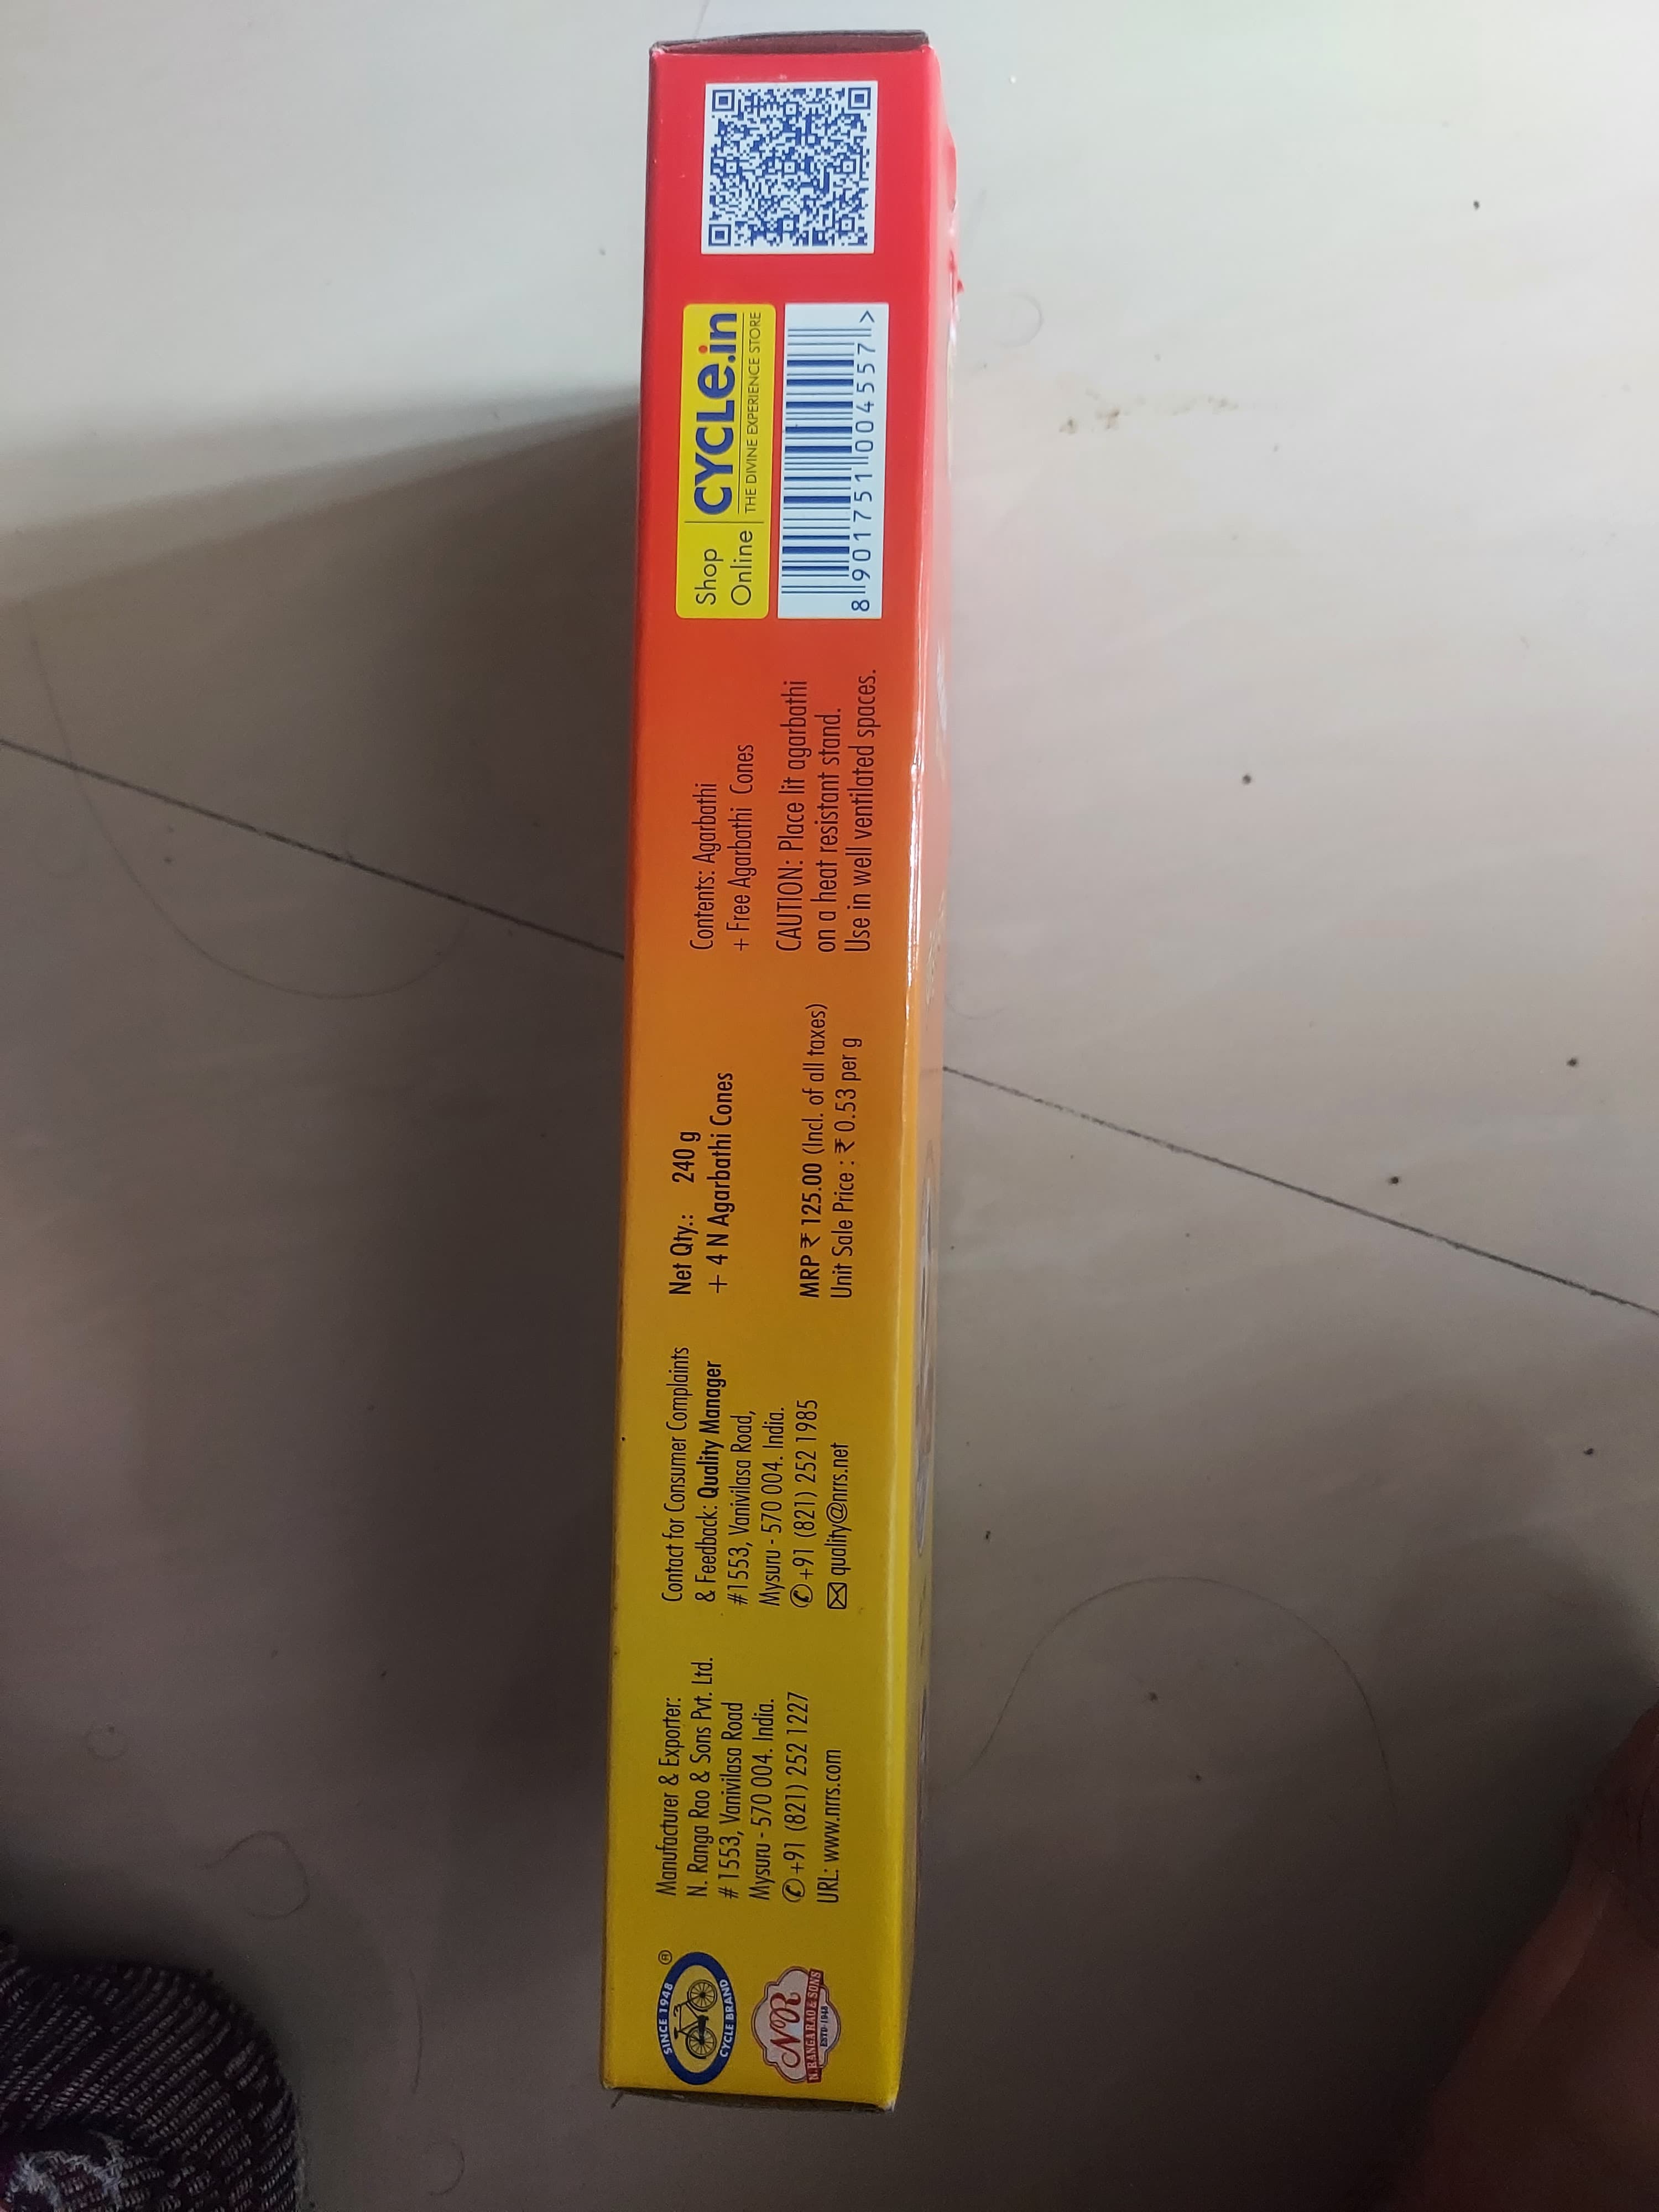 SINCE 1948
®
CYCLE BRAND
NR
N. RANGA RAO & SONS
ESTD-1948
Manufacturer & Exporter:
N. Ranga Rao & Sons Pvt. Ltd.
# 1553, Vanivilasa Road
Mysuru - 570 004. India.
✆ +91 (821) 252 1227
URL: www.nrrs.com
Contact for Consumer Complaints
& Feedback: Quality Manager
#1553, Vanivilasa Road,
Mysuru - 570 004. India.
✆ +91 (821) 252 1985
✉ quality@nrrs.net
Net Qty.: 240 g
+ 4 N Agarbathi Cones
MRP ₹ 125.00 (Incl. of all taxes)
Unit Sale Price : ₹ 0.53 per g
Contents: Agarbathi
+ Free Agarbathi Cones
CAUTION: Place lit agarbathi
on a heat resistant stand.
Use in well ventilated spaces.
Shop
Online
CYCLE.in
THE DIVINE EXPERIENCE STORE
8 901751 004557 >